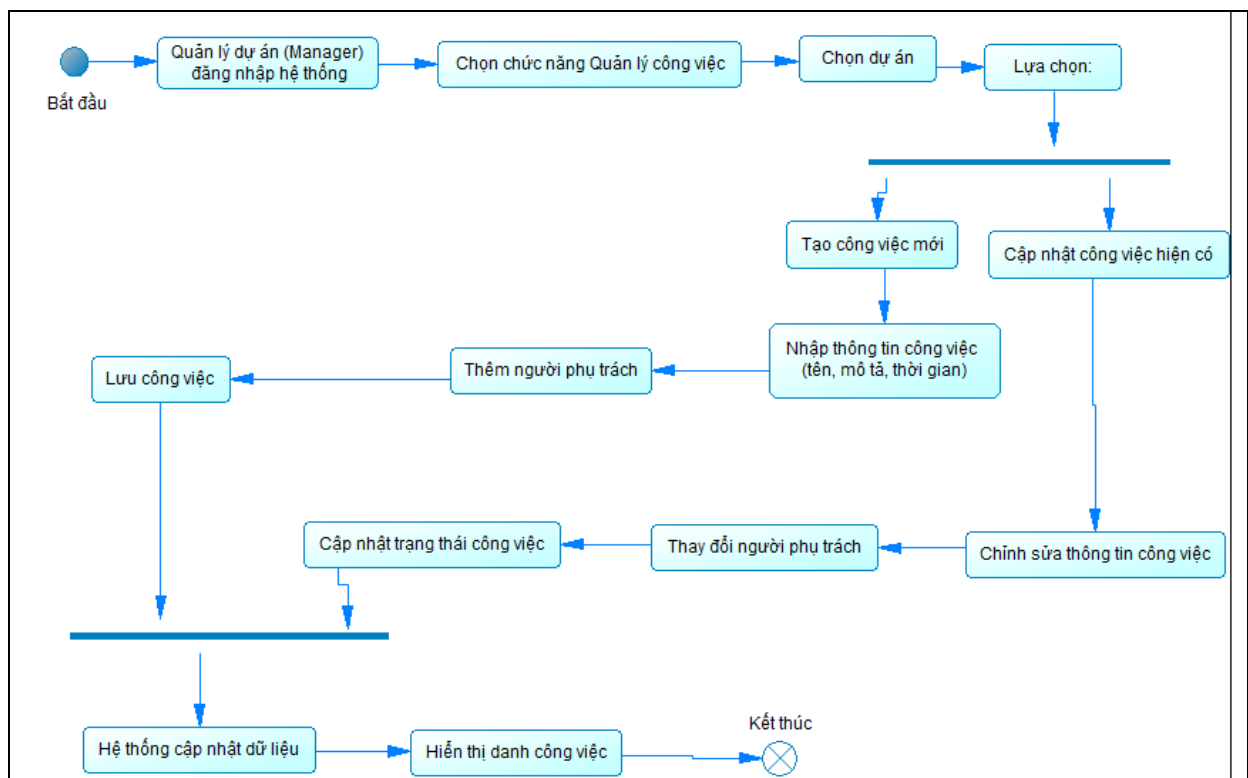 Quản lý dự án (Manager)
đăng nhập hệ thống
Chọn chức năng Quản lý công việc
Chọn dự án
Lựa chọn:
Bắt đầu
Tạo công việc mới
Cập nhật công việc hiện có
Nhập thông tin công việc
(tên, mô tả, thời gian)
Thêm người phụ trách
Lưu công việc
Cập nhật trạng thái công việc
Thay đổi người phụ trách
Chỉnh sửa thông tin công việc
Hệ thống cập nhật dữ liệu
Hiển thị danh công việc
Kết thúc